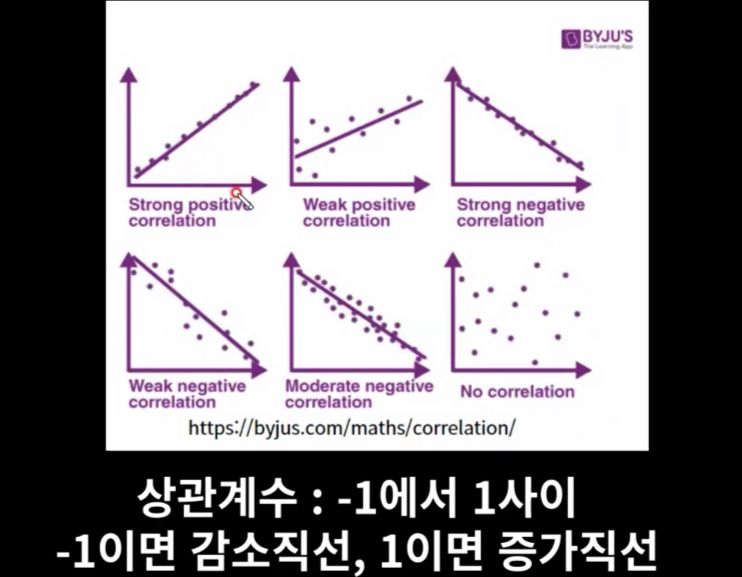 BYJU'S
The Learning App
Strong positive
correlation
Weak positive
correlation
Strong negative
correlation
Weak negative
correlation
Moderate negative
correlation
No correlation
https://byjus.com/maths/correlation/
상관계수 : -1에서 1사이
-1이면 감소직선, 1이면 증가직선